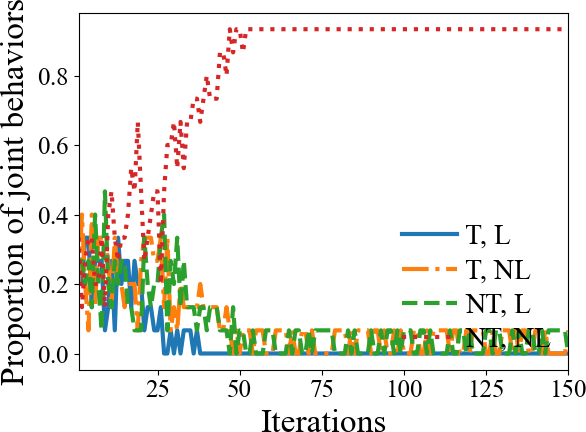 Proportion of joint behaviors
0.8
0.6
0.4
0.2
0.0
T, L
T, NL
NT, L
NT, NL
25
50
75
100
125
150
Iterations